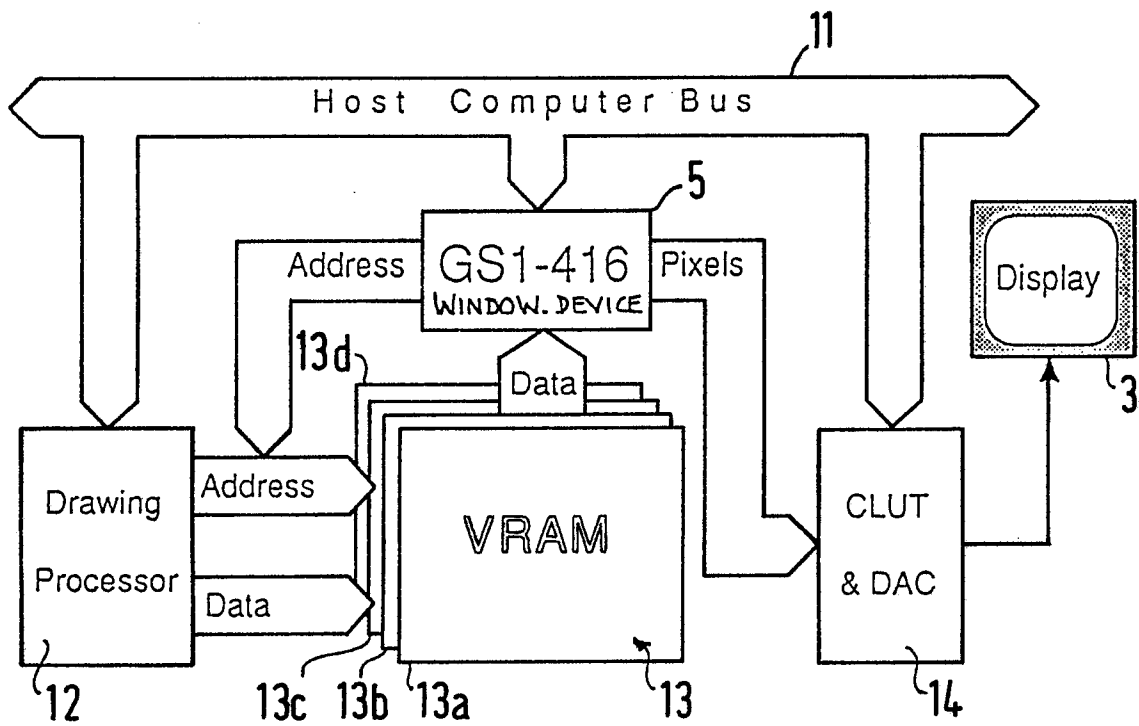 11
Host Computer Bus
5
Address
GS1-416
WINDOW.DEVICE
Pixels
Display
3
13d
Data
Drawing
Processor
Address
Data
VRAM
CLUT
& DAC
12
13c
13b
13a
13
14